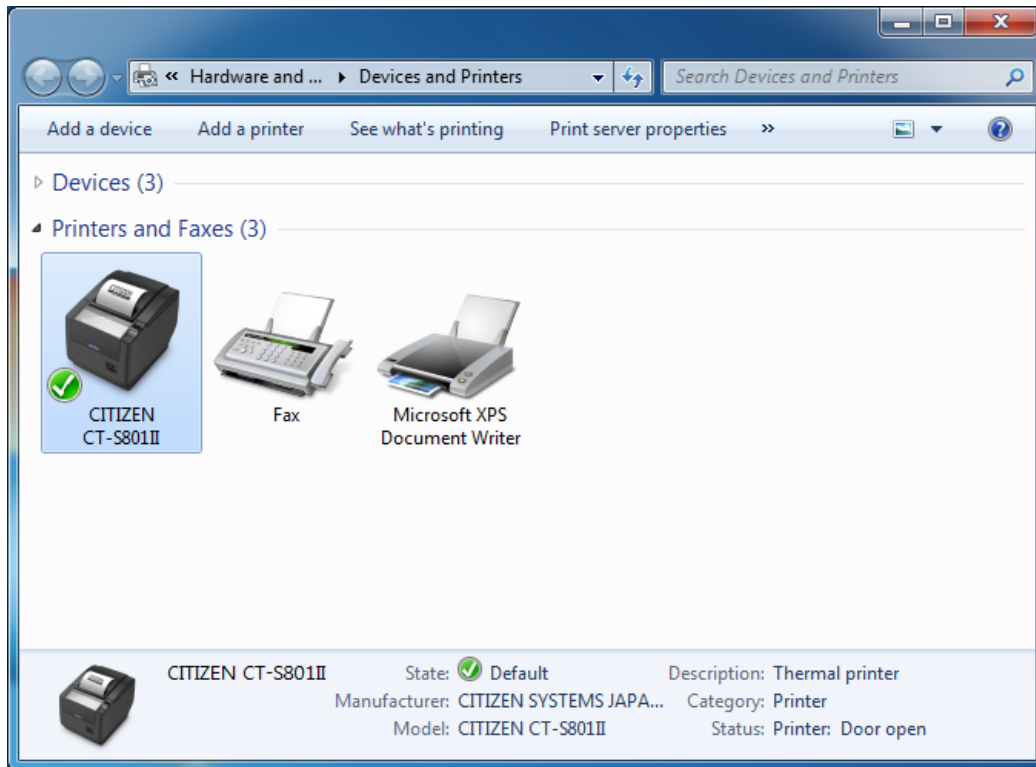 « Hardware and ... ▸ Devices and Printers Search Devices and Printers
Add a device Add a printer See what's printing Print server properties »
Devices (3)
Printers and Faxes (3)
CITIZEN
CITIZEN
CT-S801II
Fax
Microsoft XPS
Document Writer
CITIZEN CT-S801II State: Default Description: Thermal printer
Manufacturer: CITIZEN SYSTEMS JAPA... Category: Printer
Model: CITIZEN CT-S801II Status: Printer: Door open